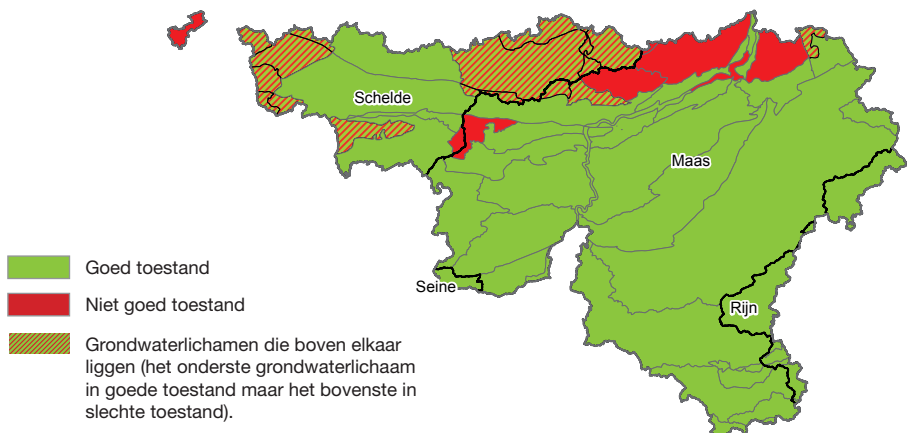 Schelde
Maas
Seine
Rijn
Goed toestand
Niet goed toestand
Grondwaterlichamen die boven elkaar
liggen (het onderste grondwaterlichaam
in goede toestand maar het bovenste in
slechte toestand).